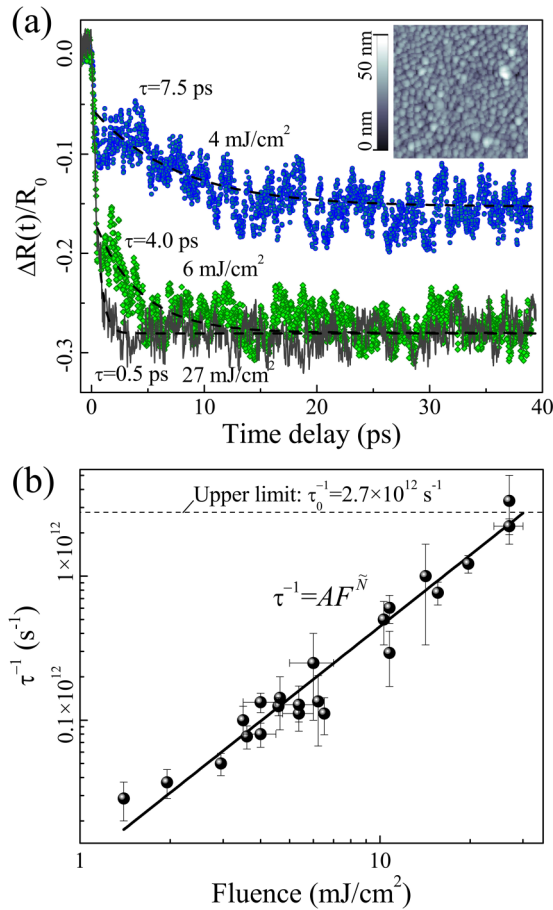 (a)
0.0
-0.1
-0.2
-0.3
ΔR(t)/R₀
τ=7.5 ps
4 mJ/cm²
τ=4.0 ps
6 mJ/cm²
τ=0.5 ps
27 mJ/cm²
50 nm
0 nm
0
10
20
30
40
Time delay (ps)
(b)
Upper limit: τ₀⁻¹=2.7×10¹² s⁻¹
τ⁻¹=AF^Ñ
1×10¹²
0.1×10¹²
τ⁻¹ (s⁻¹)
1
10
Fluence (mJ/cm²)